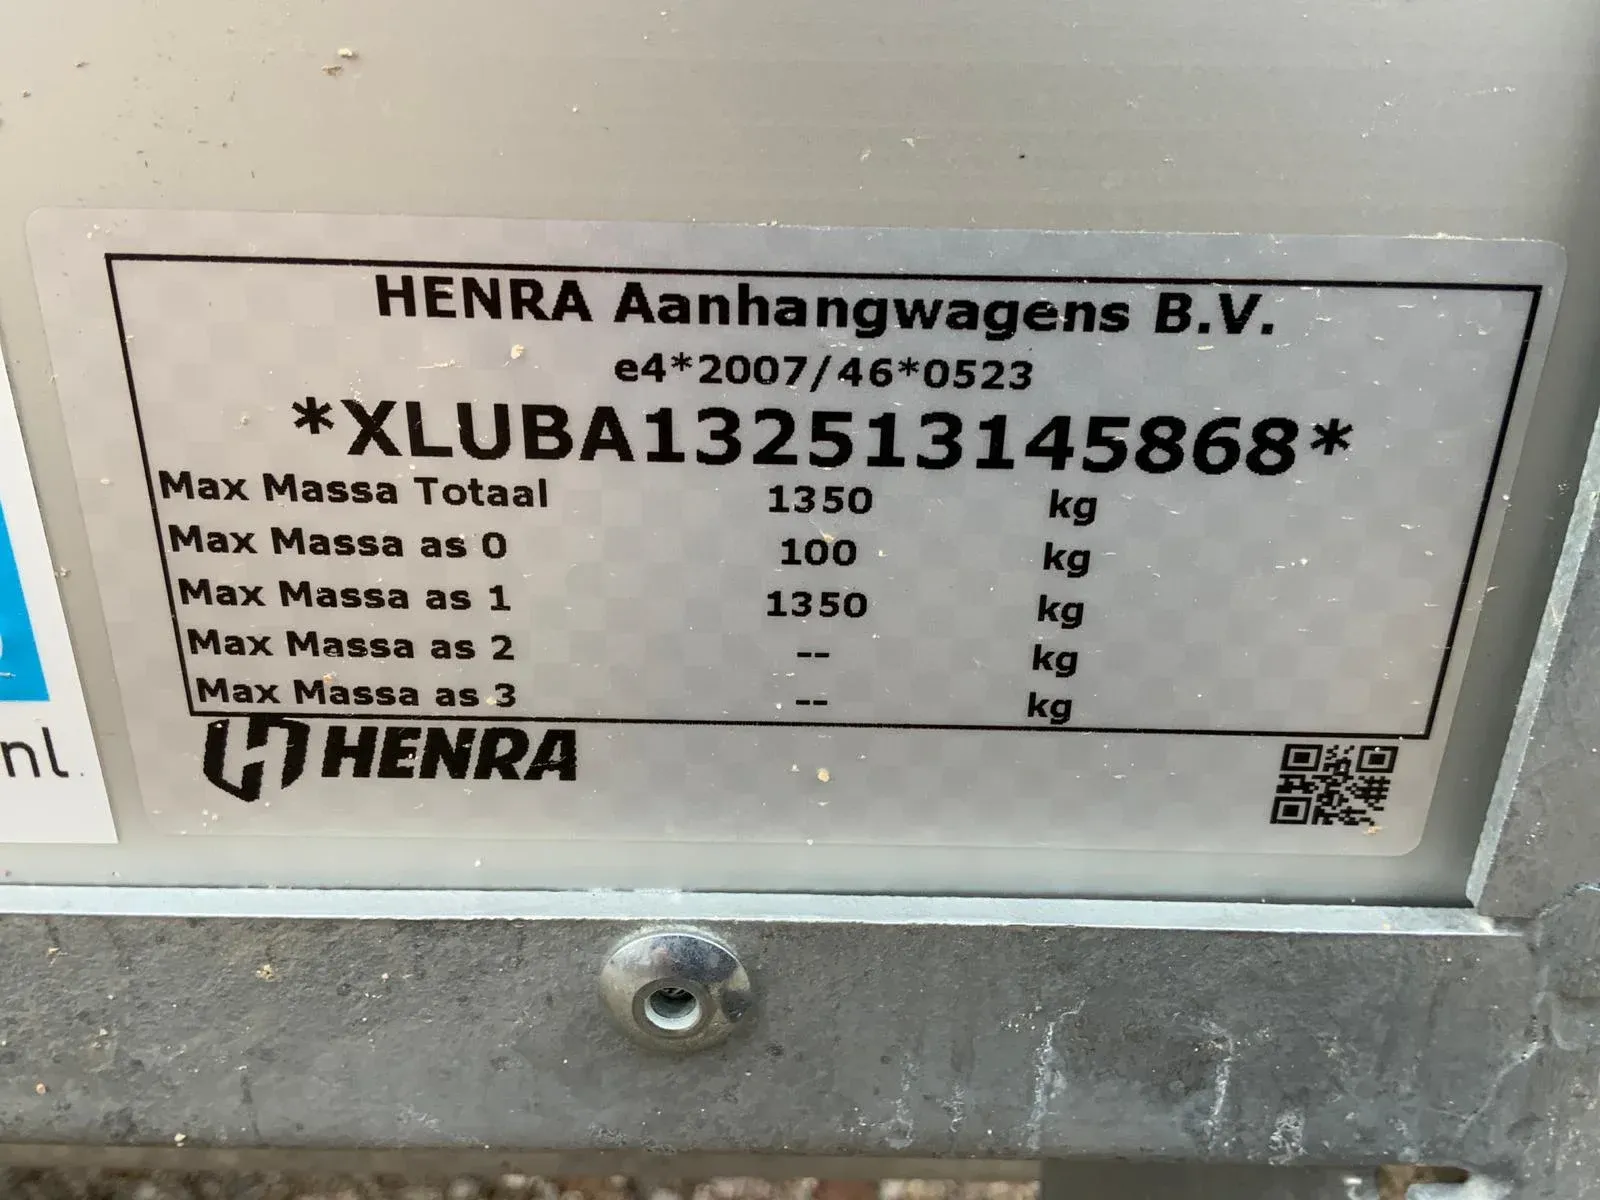 HENRA Aanhangwagens B.V.
e4*2007/46*0523
*XLUBA132513145868*
Max Massa Totaal 1350 kg
Max Massa as 0 100 kg
Max Massa as 1 1350 kg
Max Massa as 2 -- kg
Max Massa as 3 -- kg
HENRA
nl